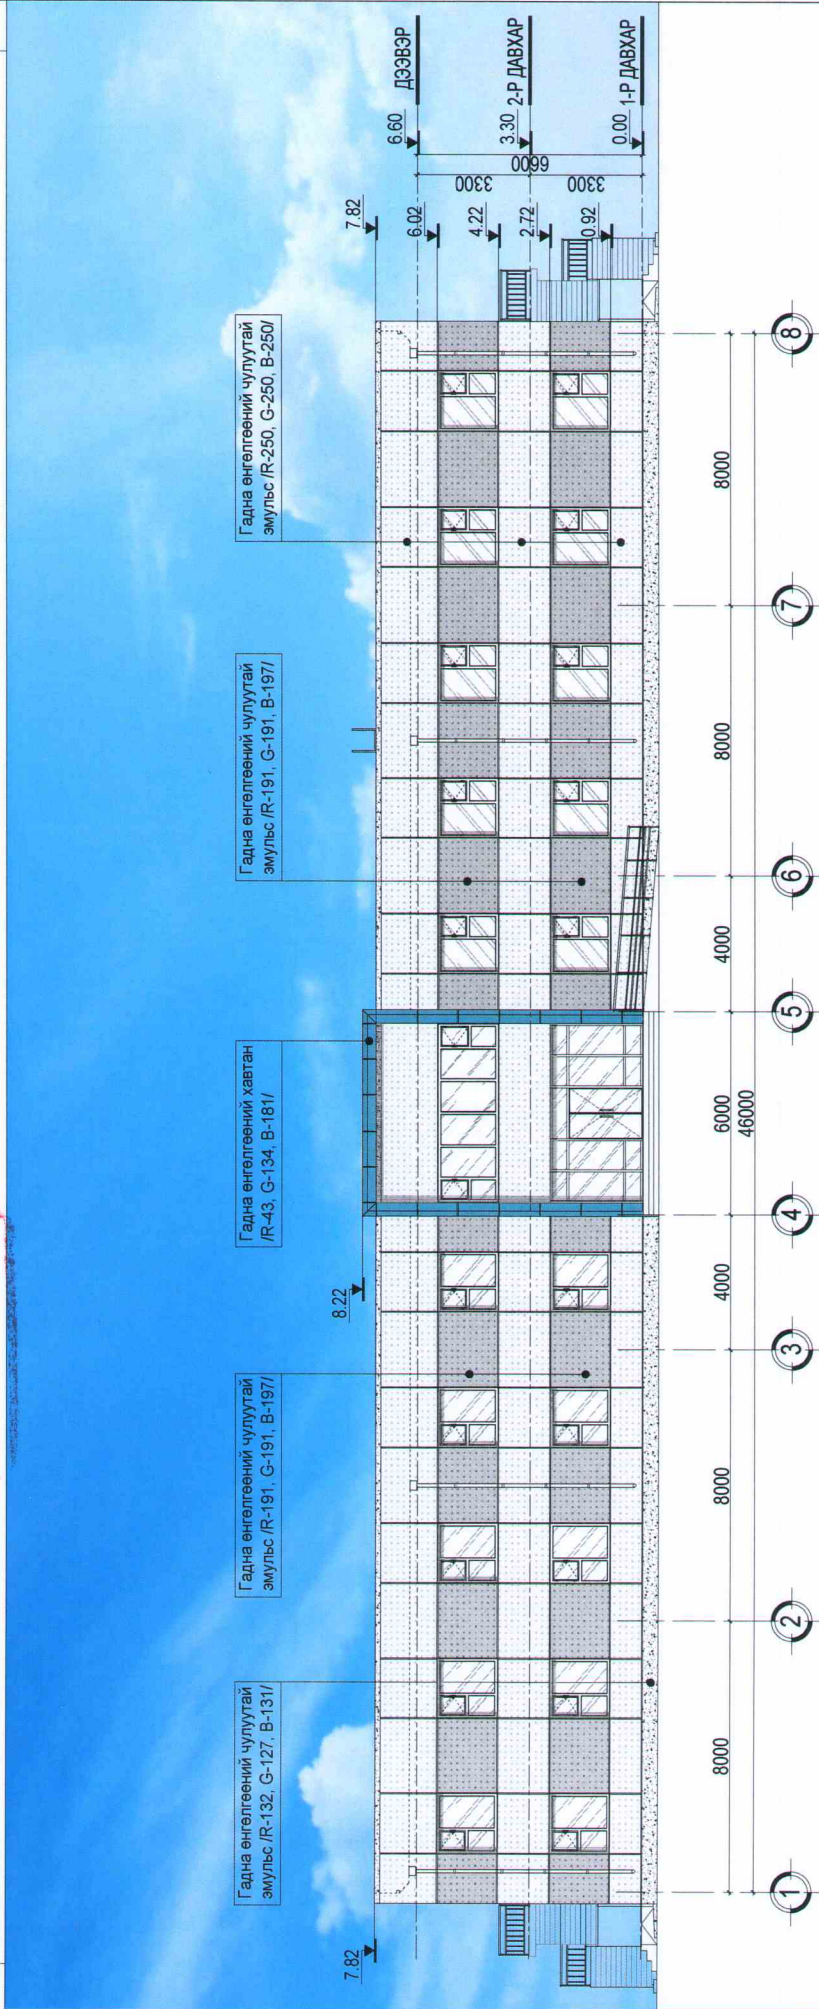 Гадна өнгөлгөөний чулуутай
эмульс /R-132, G-127, B-131/
Гадна өнгөлгөөний чулуутай
эмульс /R-191, G-191, B-197/
Гадна өнгөлгөөний хавтан
/R-43, G-134, B-181/
Гадна өнгөлгөөний чулуутай
эмульс /R-191, G-191, B-197/
Гадна өнгөлгөөний чулуутай
эмульс /R-250, G-250, B-250/
7.82
8.22
7.82
6.60
ДЭЭВЭР
6.02
4.22
3.30
2-Р ДАВХАР
2.72
0.92
0.00
1-Р ДАВХАР
3300
3300
6600
8000
8000
4000
6000
4000
8000
8000
46000
1
2
3
4
5
6
7
8